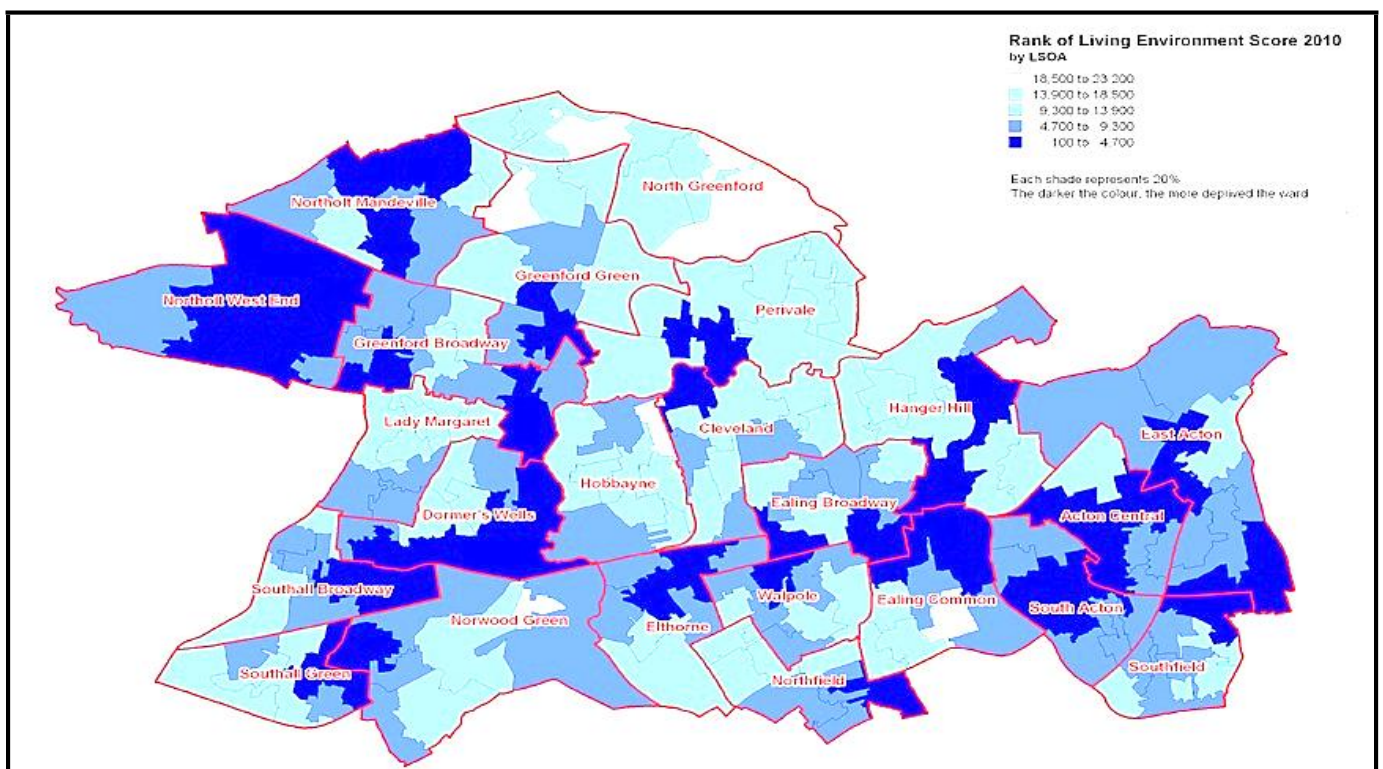 Rank of Living Environment Score 2010
by LSOA
18,500 to 23 200
13,900 to 18 500
9,300 to 13 900
4,700 to 9,300
100 to 4,700
Each shade represents 20%
The darker the colour, the more deprived the ward
North Greenford
Northolt Mandeville
Greenford Green
Northolt West End
Perivale
Greenford Broadway
Hanger Hill
Lady Margaret
Cleveland
East Acton
Hobbayne
Ealing Broadway
Dormer's Wells
Acton Central
Southall Broadway
Walpole
Ealing Common
South Acton
Norwood Green
Elthorne
Southall Green
Northfield
Southfield